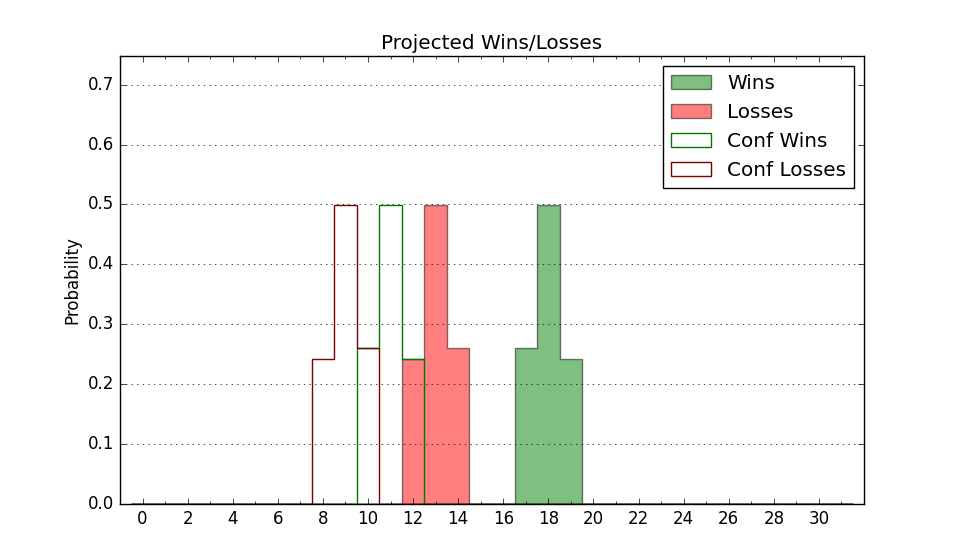 Projected Wins/Losses
Wins
Losses
Conf Wins
Conf Losses
Probability
0.7
0.6
0.5
0.4
0.3
0.2
0.1
0.0
0 2 4 6 8 10 12 14 16 18 20 22 24 26 28 30